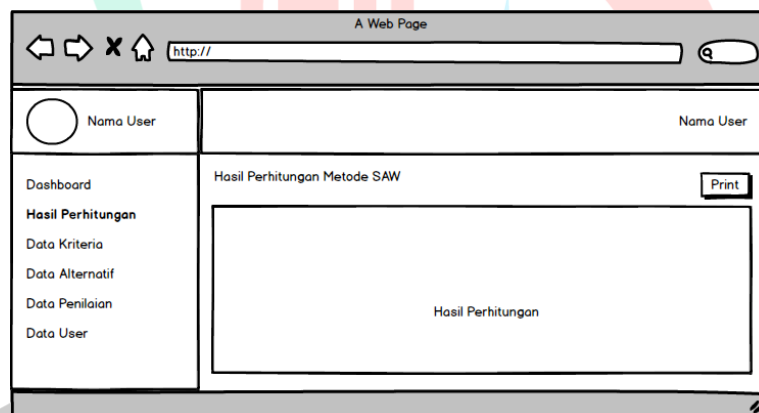 A Web Page
http://
Nama User
Nama User
Dashboard
Hasil Perhitungan
Data Kriteria
Data Alternatif
Data Penilaian
Data User
Hasil Perhitungan Metode SAW
Print
Hasil Perhitungan